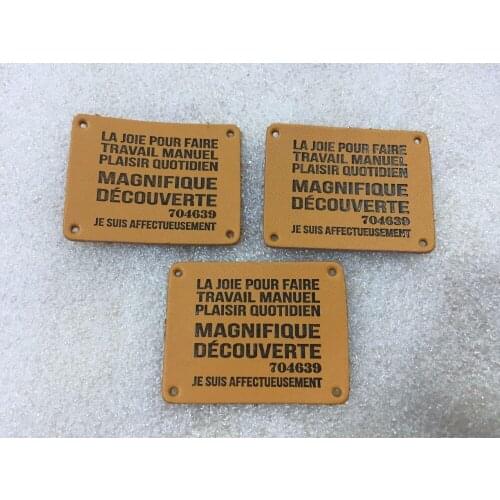 LA JOIE POUR FAIRE
TRAVAIL MANUEL
PLAISIR QUOTIDIEN
MAGNIFIQUE
DÉCOUVERTE
704639
JE SUIS AFFECTUEUSEMENT
LA JOIE POUR FAIRE
TRAVAIL MANUEL
PLAISIR QUOTIDIEN
MAGNIFIQUE
DÉCOUVERTE
704639
JE SUIS AFFECTUEUSEMENT
LA JOIE POUR FAIRE
TRAVAIL MANUEL
PLAISIR QUOTIDIEN
MAGNIFIQUE
DÉCOUVERTE
704639
JE SUIS AFFECTUEUSEMENT